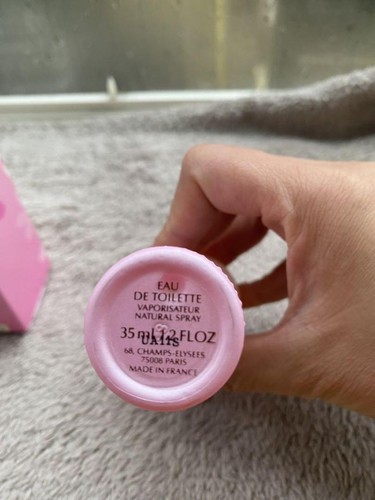 EAU
DE TOILETTE
VAPORISATEUR
NATURAL SPRAY
35 ml 1.2 FL OZ
68, CHAMPS-ELYSEES
75008 PARIS
MADE IN FRANCE